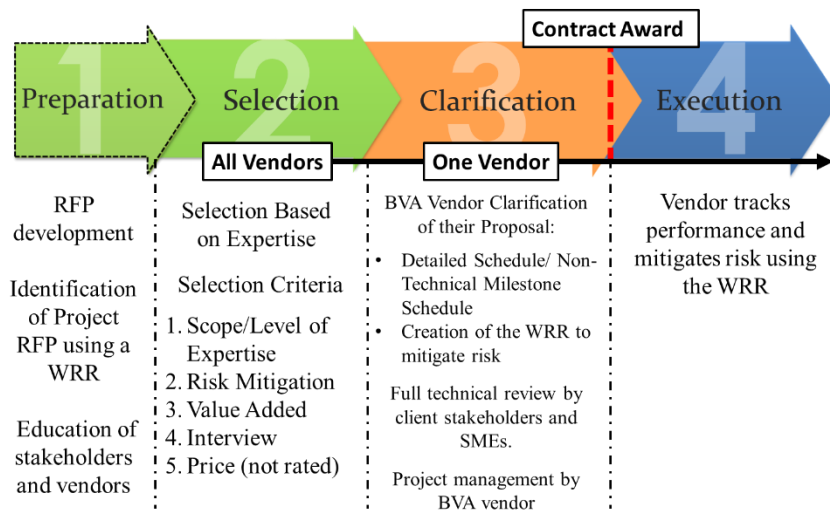 Contract Award
1
Preparation
2
Selection
3
Clarification
4
Execution
All Vendors
One Vendor
RFP
development
Identification
of Project
RFP using a
WRR
Education of
stakeholders
and vendors
Selection Based
on Expertise
Selection Criteria
1. Scope/Level of
Expertise
2. Risk Mitigation
3. Value Added
4. Interview
5. Price (not rated)
BVA Vendor Clarification
of their Proposal:
• Detailed Schedule/ Non-
Technical Milestone
Schedule
• Creation of the WRR to
mitigate risk
Full technical review by
client stakeholders and
SMEs.
Project management by
BVA vendor
Vendor tracks
performance and
mitigates risk using
the WRR